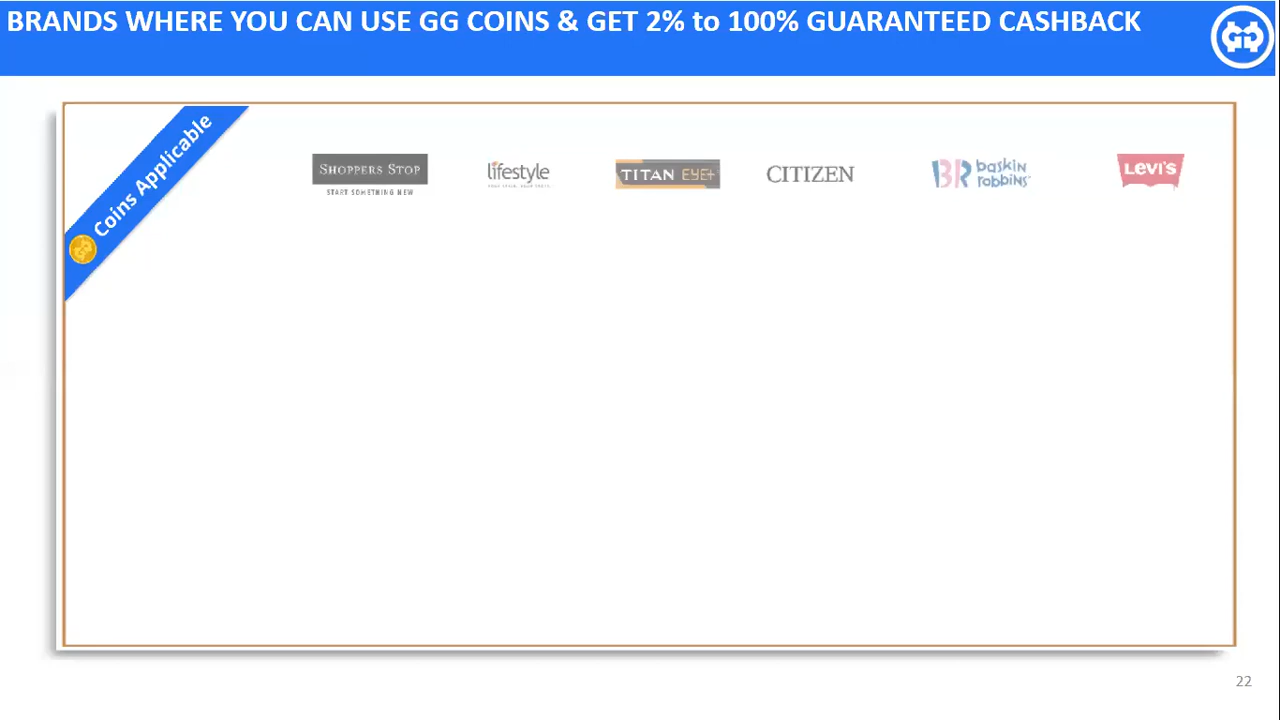 BRANDS WHERE YOU CAN USE GG COINS & GET 2% to 100% GUARANTEED CASHBACK
Coins Applicable
SHOPPERS STOP
START SOMETHING NEW
lifestyle
TITAN EYE+
CITIZEN
BR baskin robbins
LEVI'S
22